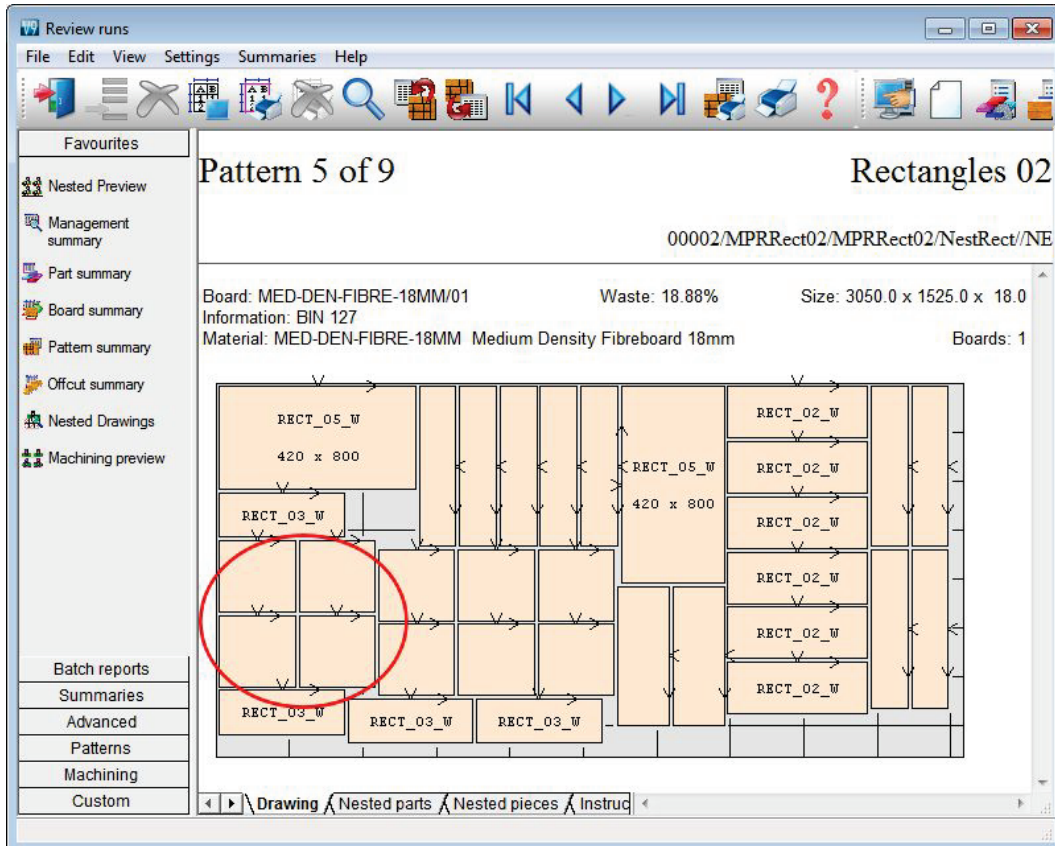 Review runs
File Edit View Settings Summaries Help
Favourites
Nested Preview
Management
summary
Part summary
Board summary
Pattern summary
Offcut summary
Nested Drawings
Machining preview
Batch reports
Summaries
Advanced
Patterns
Machining
Custom
Pattern 5 of 9 Rectangles 02
00002/MPRRect02/MPRRect02/NestRect//NE
Board: MED-DEN-FIBRE-18MM/01 Waste: 18.88% Size: 3050.0 x 1525.0 x 18.0
Information: BIN 127
Material: MED-DEN-FIBRE-18MM Medium Density Fibreboard 18mm Boards: 1
RECT_05_W
420 x 800
RECT_03_W
RECT_05_W
420 x 800
RECT_02_W
RECT_02_W
RECT_02_W
RECT_02_W
RECT_02_W
RECT_02_W
RECT_03_W
RECT_03_W
RECT_03_W
Drawing Nested parts Nested pieces Instruc